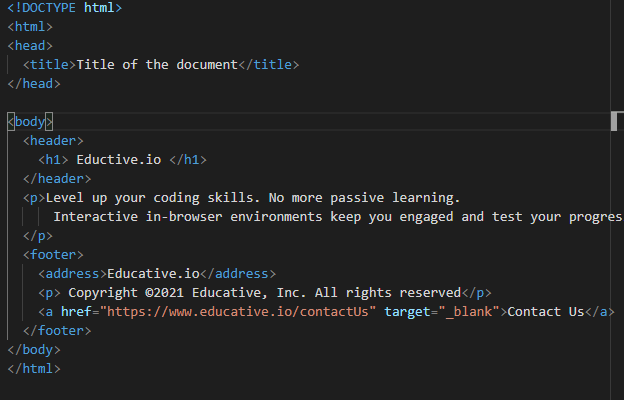 <!DOCTYPE html>
<html>
<head>
  <title>Title of the document</title>
</head>

<body>
  <header>
    <h1> Eductive.io </h1>
  </header>
  <p>Level up your coding skills. No more passive learning.
      Interactive in-browser environments keep you engaged and test your progres
  </p>
  <footer>
    <address>Educative.io</address>
    <p> Copyright ©2021 Educative, Inc. All rights reserved</p>
    <a href="https://www.educative.io/contactUs" target="_blank">Contact Us</a>
  </footer>
</body>
</html>